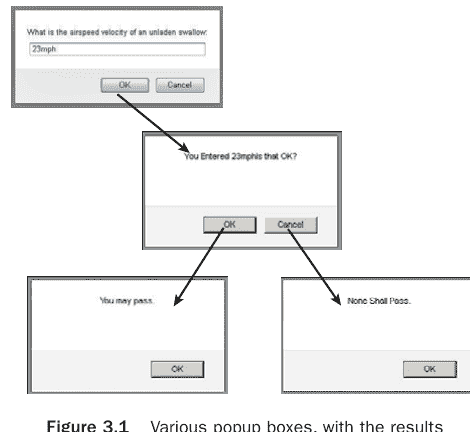 What is the airspeed velocity of an unladen swallow:
23mph
OK Cancel
You Entered 23mphis that OK?
OK Cancel
You may pass.
OK
None Shall Pass.
OK
Figure 3.1 Various popup boxes, with the results